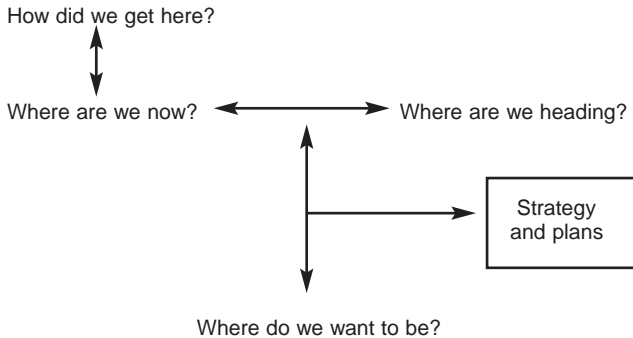 How did we get here?
Where are we now?
Where are we heading?
Strategy
and plans
Where do we want to be?